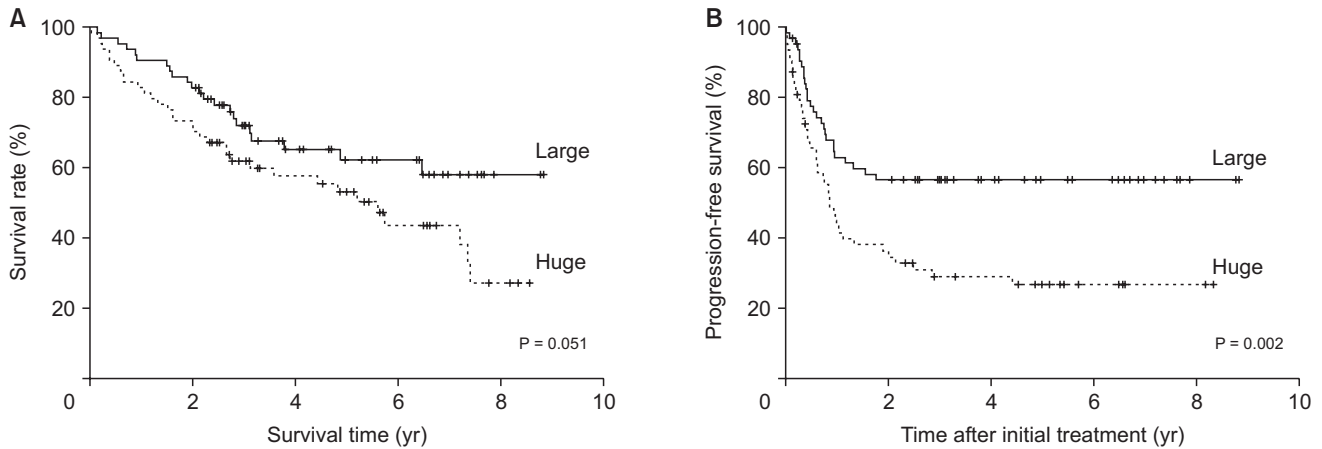 A
Survival rate (%)
100
80
60
40
20
0
2
4
6
8
10
Survival time (yr)
Large
Huge
P = 0.051
B
Progression-free survival (%)
100
80
60
40
20
0
2
4
6
8
10
Time after initial treatment (yr)
Large
Huge
P = 0.002